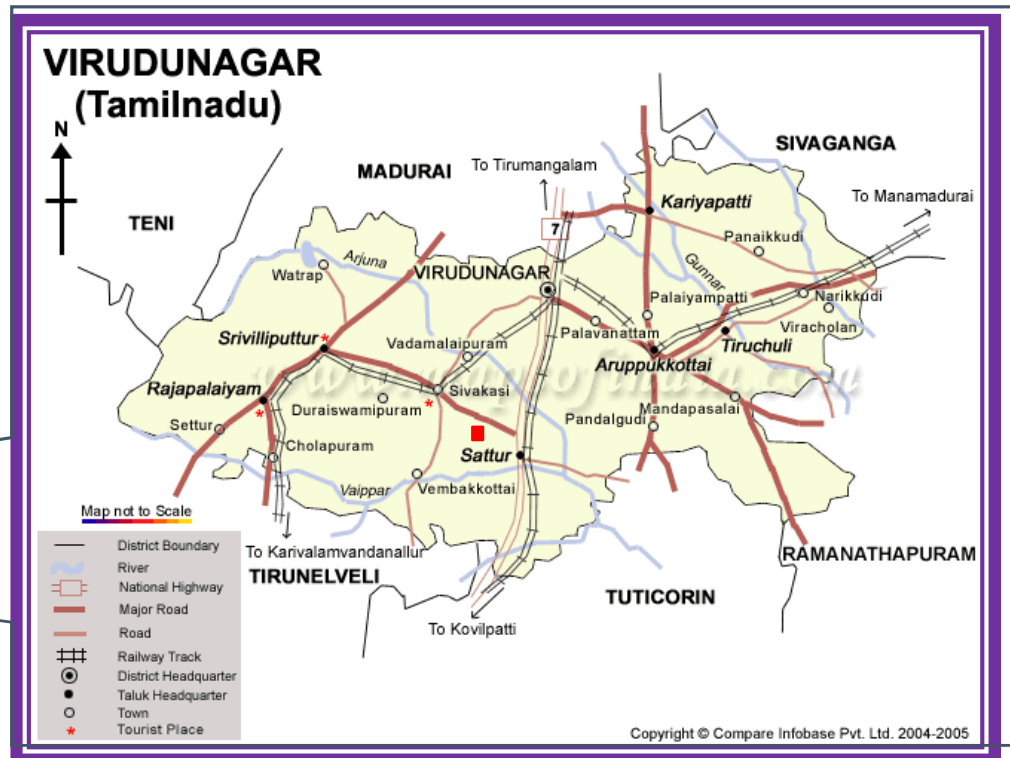 VIRUDUNAGAR
(Tamilnadu)
N
SIVAGANGA
MADURAI
To Tirumangalam
To Manamadurai
TENI
Kariyapatti
7
Panaikkudi
Arjuna
Watrap
VIRUDUNAGAR
Gunnar
Palaiyampatti
Narikkudi
Viracholan
Srivilliputtur
Vadamalaipuram
Palavanattam
Tiruchuli
Aruppukkottai
www.mapsofindia.com
Rajapalaiyam
Sivakasi
Duraiswamipuram
Mandapasalai
Pandalgudi
Settur
Cholapuram
Sattur
Vaippar
Vembakkottai
Map not to Scale
To Karivalamvandanallur
TIRUNELVELI
RAMANATHAPURAM
TUTICORIN
To Kovilpatti
District Boundary
River
National Highway
Major Road
Road
Railway Track
District Headquarter
Taluk Headquarter
Town
Tourist Place
Copyright © Compare Infobase Pvt. Ltd. 2004-2005